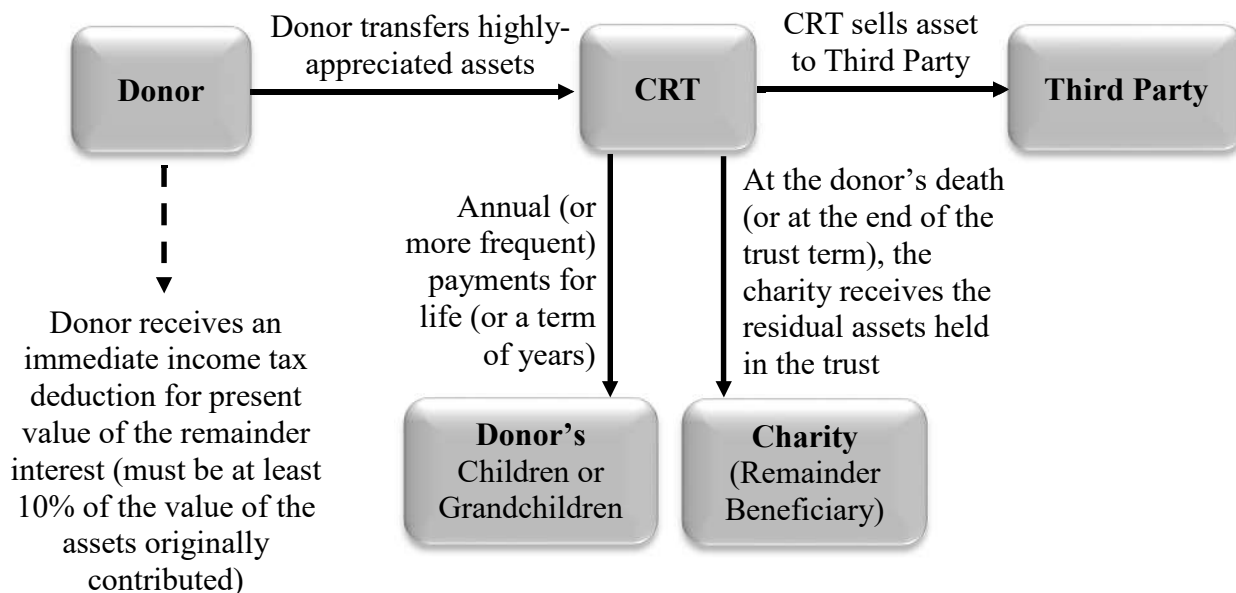 Donor
Donor transfers highly-
appreciated assets
CRT
CRT sells asset
to Third Party
Third Party
Donor receives an
immediate income tax
deduction for present
value of the remainder
interest (must be at least
10% of the value of the
assets originally
contributed)
Annual (or
more frequent)
payments for
life (or a term
of years)
At the donor’s death
(or at the end of the
trust term), the
charity receives the
residual assets held
in the trust
Donor’s
Children or
Grandchildren
Charity
(Remainder
Beneficiary)